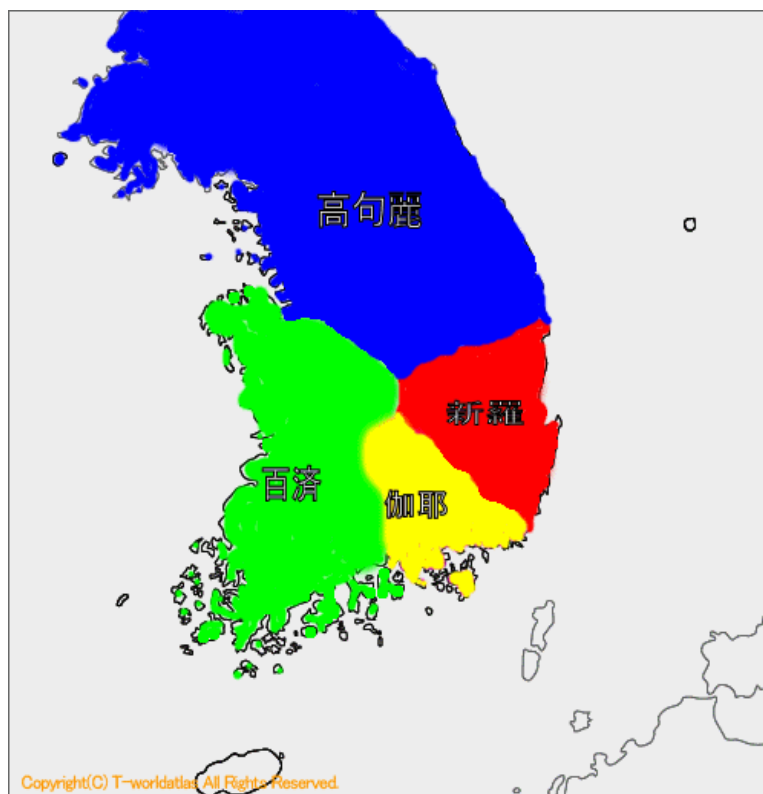 高句麗
新羅
百済
伽耶
Copyright(C) T-worldatlas All Rights Reserved.